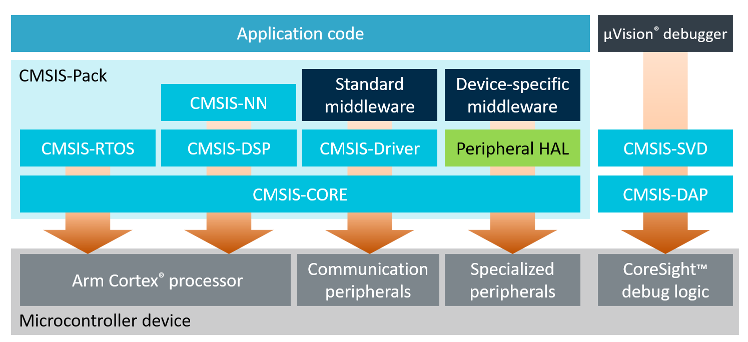 Application code
µVision® debugger
CMSIS-Pack
CMSIS-NN
Standard
middleware
Device-specific
middleware
CMSIS-RTOS
CMSIS-DSP
CMSIS-Driver
Peripheral HAL
CMSIS-SVD
CMSIS-CORE
CMSIS-DAP
Arm Cortex® processor
Communication
peripherals
Specialized
peripherals
CoreSight™
debug logic
Microcontroller device